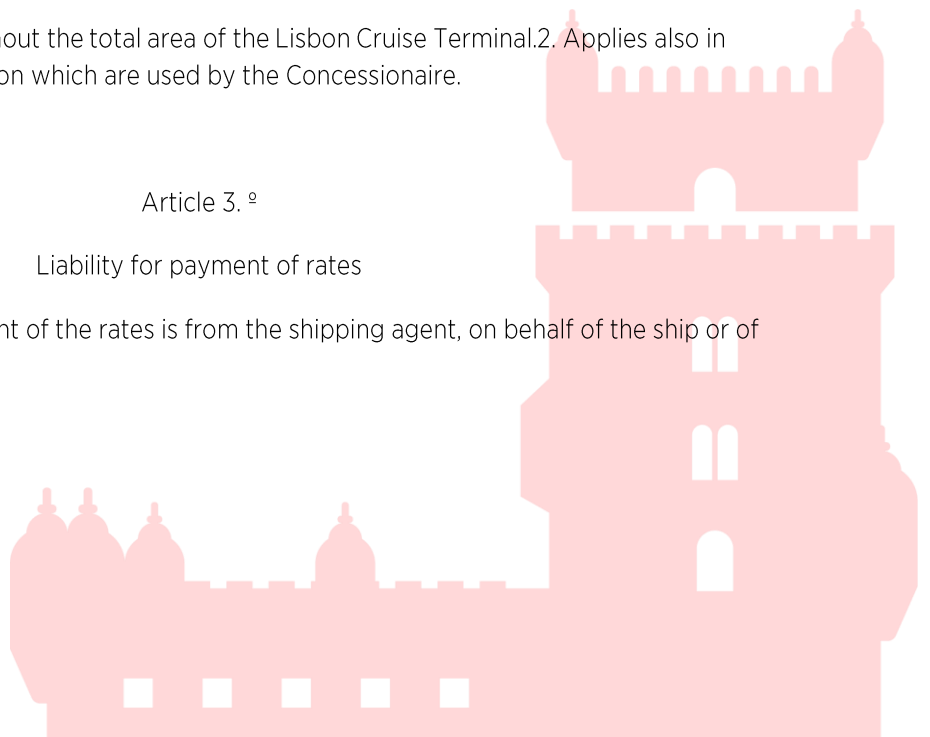 out the total area of the Lisbon Cruise Terminal.2. Applies also in
on which are used by the Concessionaire.
Article 3. º
Liability for payment of rates
nt of the rates is from the shipping agent, on behalf of the ship or of